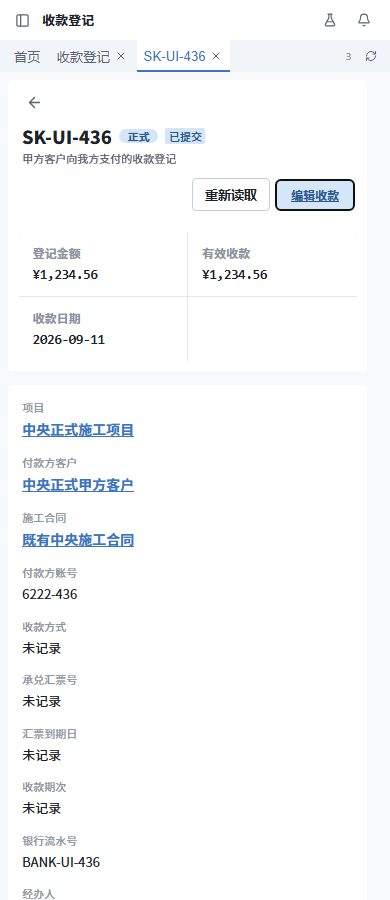 收款登记
首页 收款登记 × SK-UI-436 × 3
SK-UI-436 正式 已提交
甲方客户向我方支付的收款登记
重新读取 编辑收款
登记金额 有效收款
¥1,234.56 ¥1,234.56
收款日期
2026-09-11
项目
中央正式施工项目
付款方客户
中央正式甲方客户
施工合同
既有中央施工合同
付款方账号
6222-436
收款方式
未记录
承兑汇票号
未记录
汇票到期日
未记录
收款期次
未记录
银行流水号
BANK-UI-436
经办人